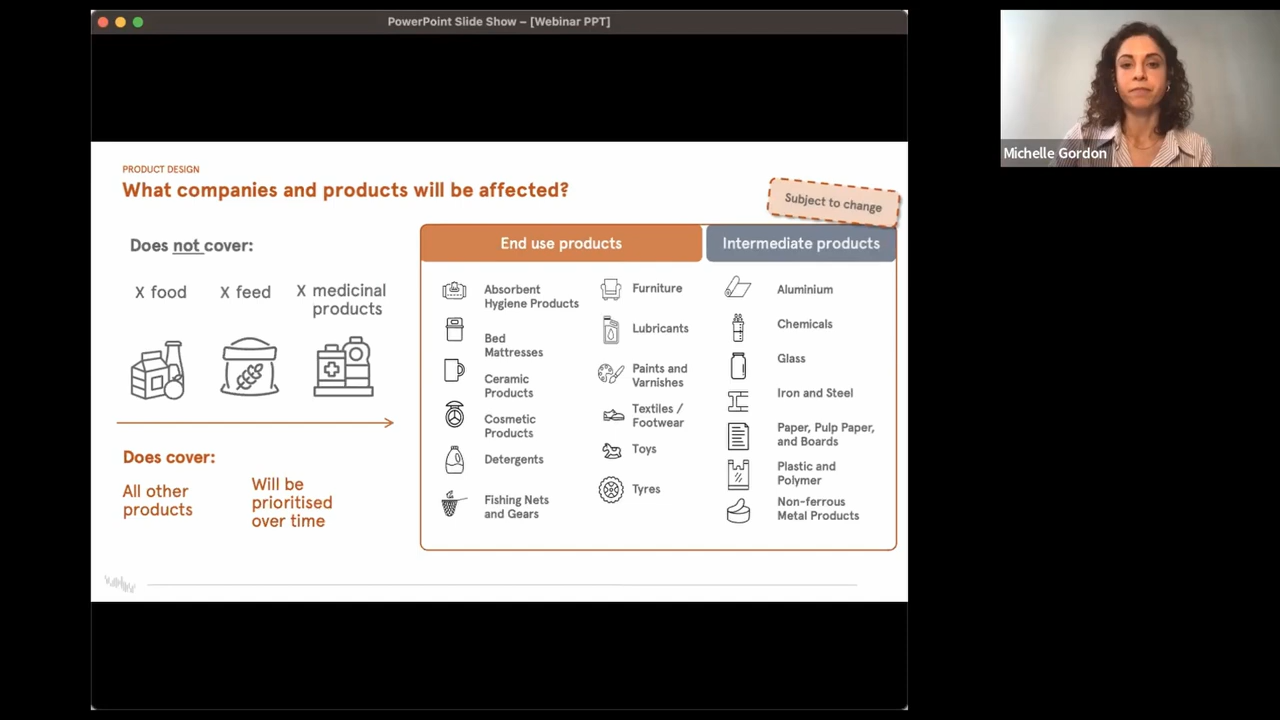 PowerPoint Slide Show – [Webinar PPT]
Michelle Gordon
PRODUCT DESIGN
What companies and products will be affected?
Subject to change
Does not cover:
X food
X feed
X medicinal
products
Does cover:
All other
products
Will be
prioritised
over time
End use products
Absorbent
Hygiene Products
Bed
Mattresses
Ceramic
Products
Cosmetic
Products
Detergents
Fishing Nets
and Gears
Furniture
Lubricants
Paints and
Varnishes
Textiles /
Footwear
Toys
Tyres
Intermediate products
Aluminium
Chemicals
Glass
Iron and Steel
Paper, Pulp Paper,
and Boards
Plastic and
Polymer
Non-ferrous
Metal Products